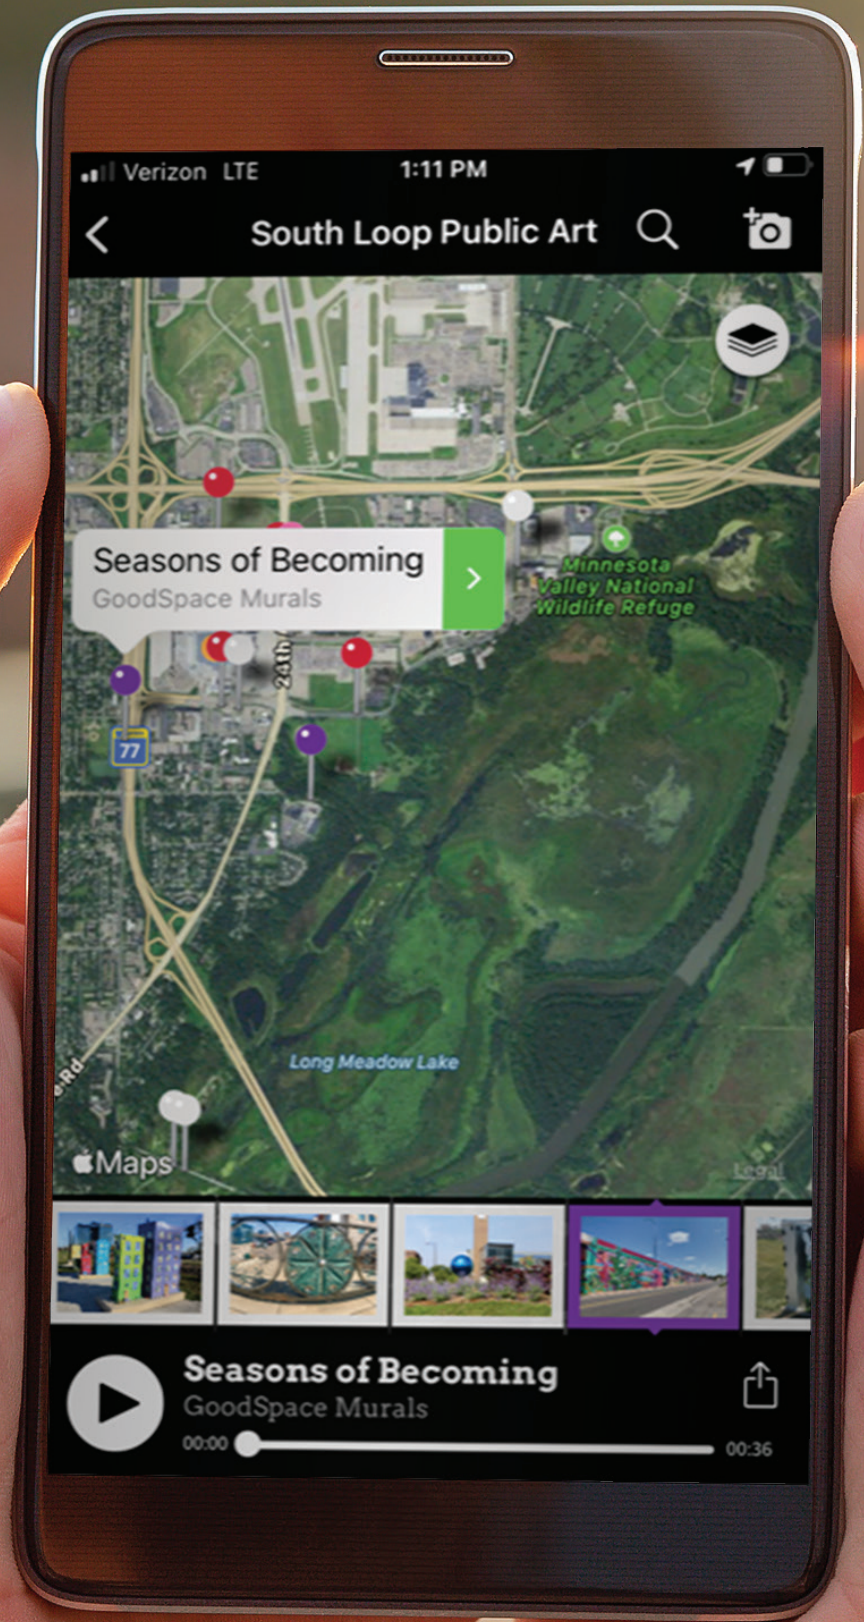 Verizon LTE
1:11 PM
South Loop Public Art
Seasons of Becoming
GoodSpace Murals
Minnesota
Valley National
Wildlife Refuge
24th
77
Long Meadow Lake
e Rd
Maps
Legal
Seasons of Becoming
GoodSpace Murals
00:00
00:36